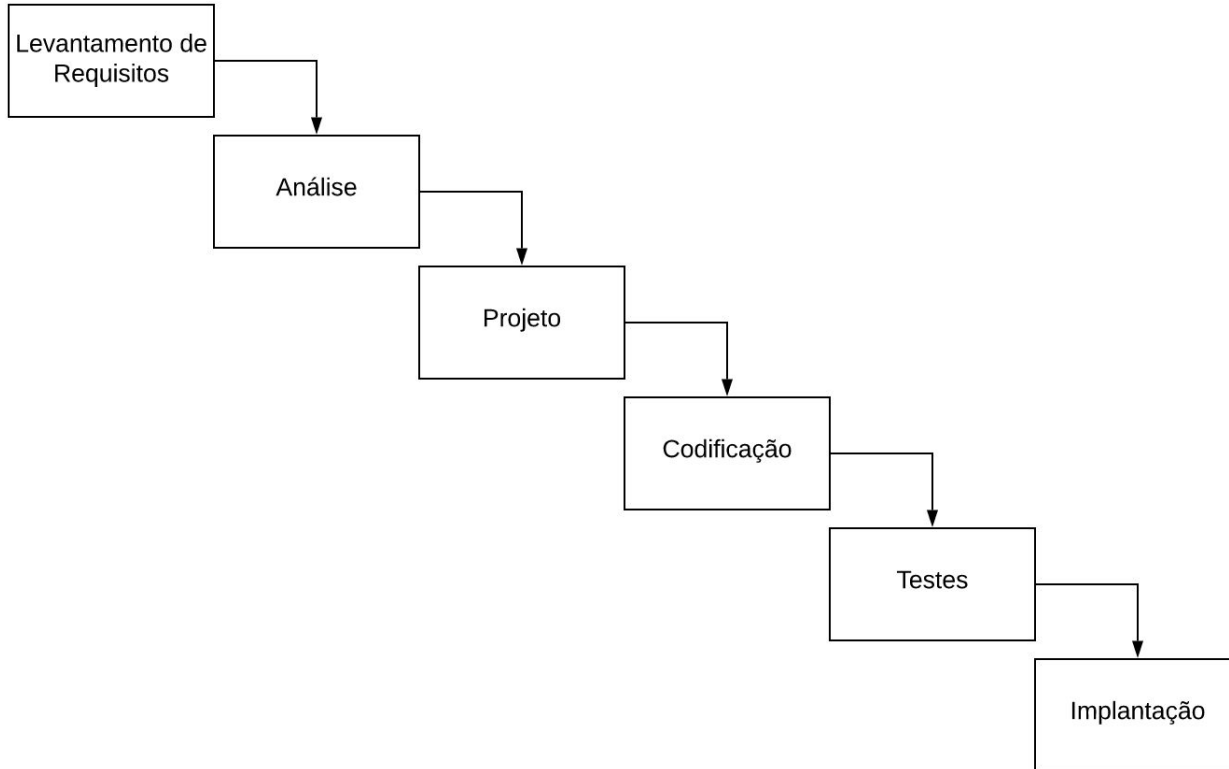 Levantamento de
Requisitos
Análise
Projeto
Codificação
Testes
Implantação